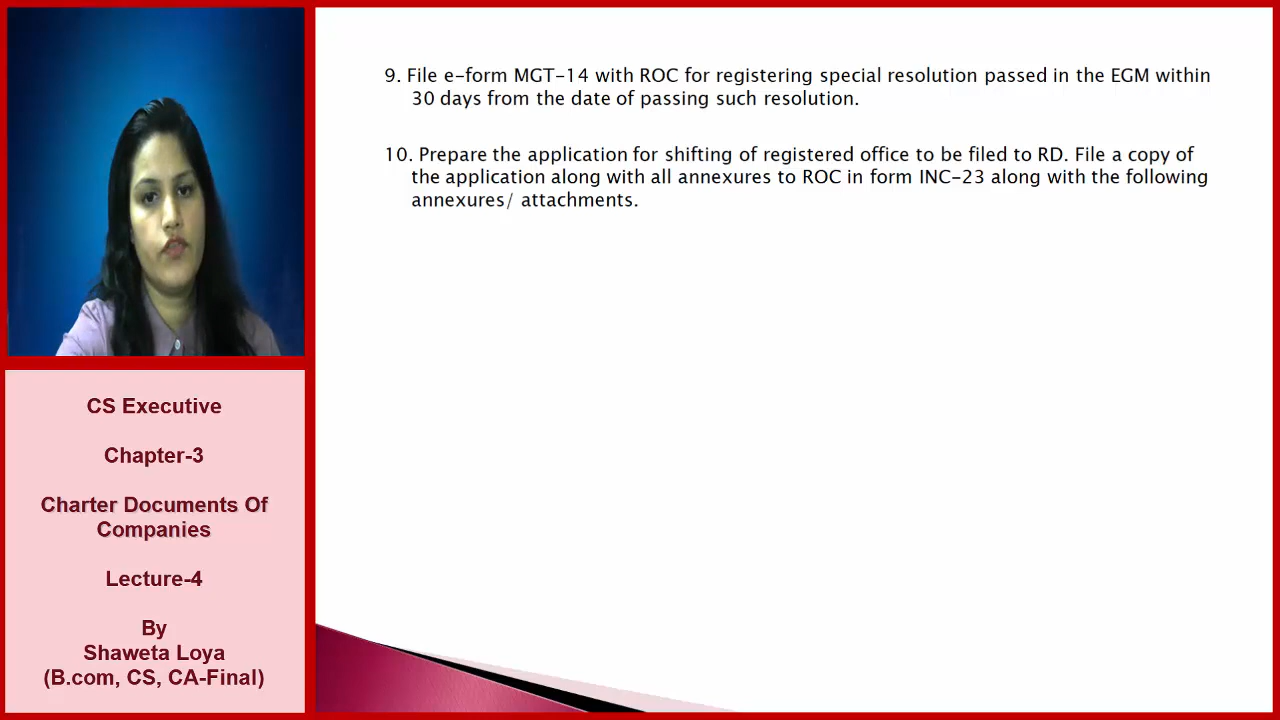 9. File e-form MGT-14 with ROC for registering special resolution passed in the EGM within
30 days from the date of passing such resolution.
10. Prepare the application for shifting of registered office to be filed to RD. File a copy of
the application along with all annexures to ROC in form INC-23 along with the following
annexures/ attachments.
CS Executive
Chapter-3
Charter Documents Of
Companies
Lecture-4
By
Shaweta Loya
(B.com, CS, CA-Final)